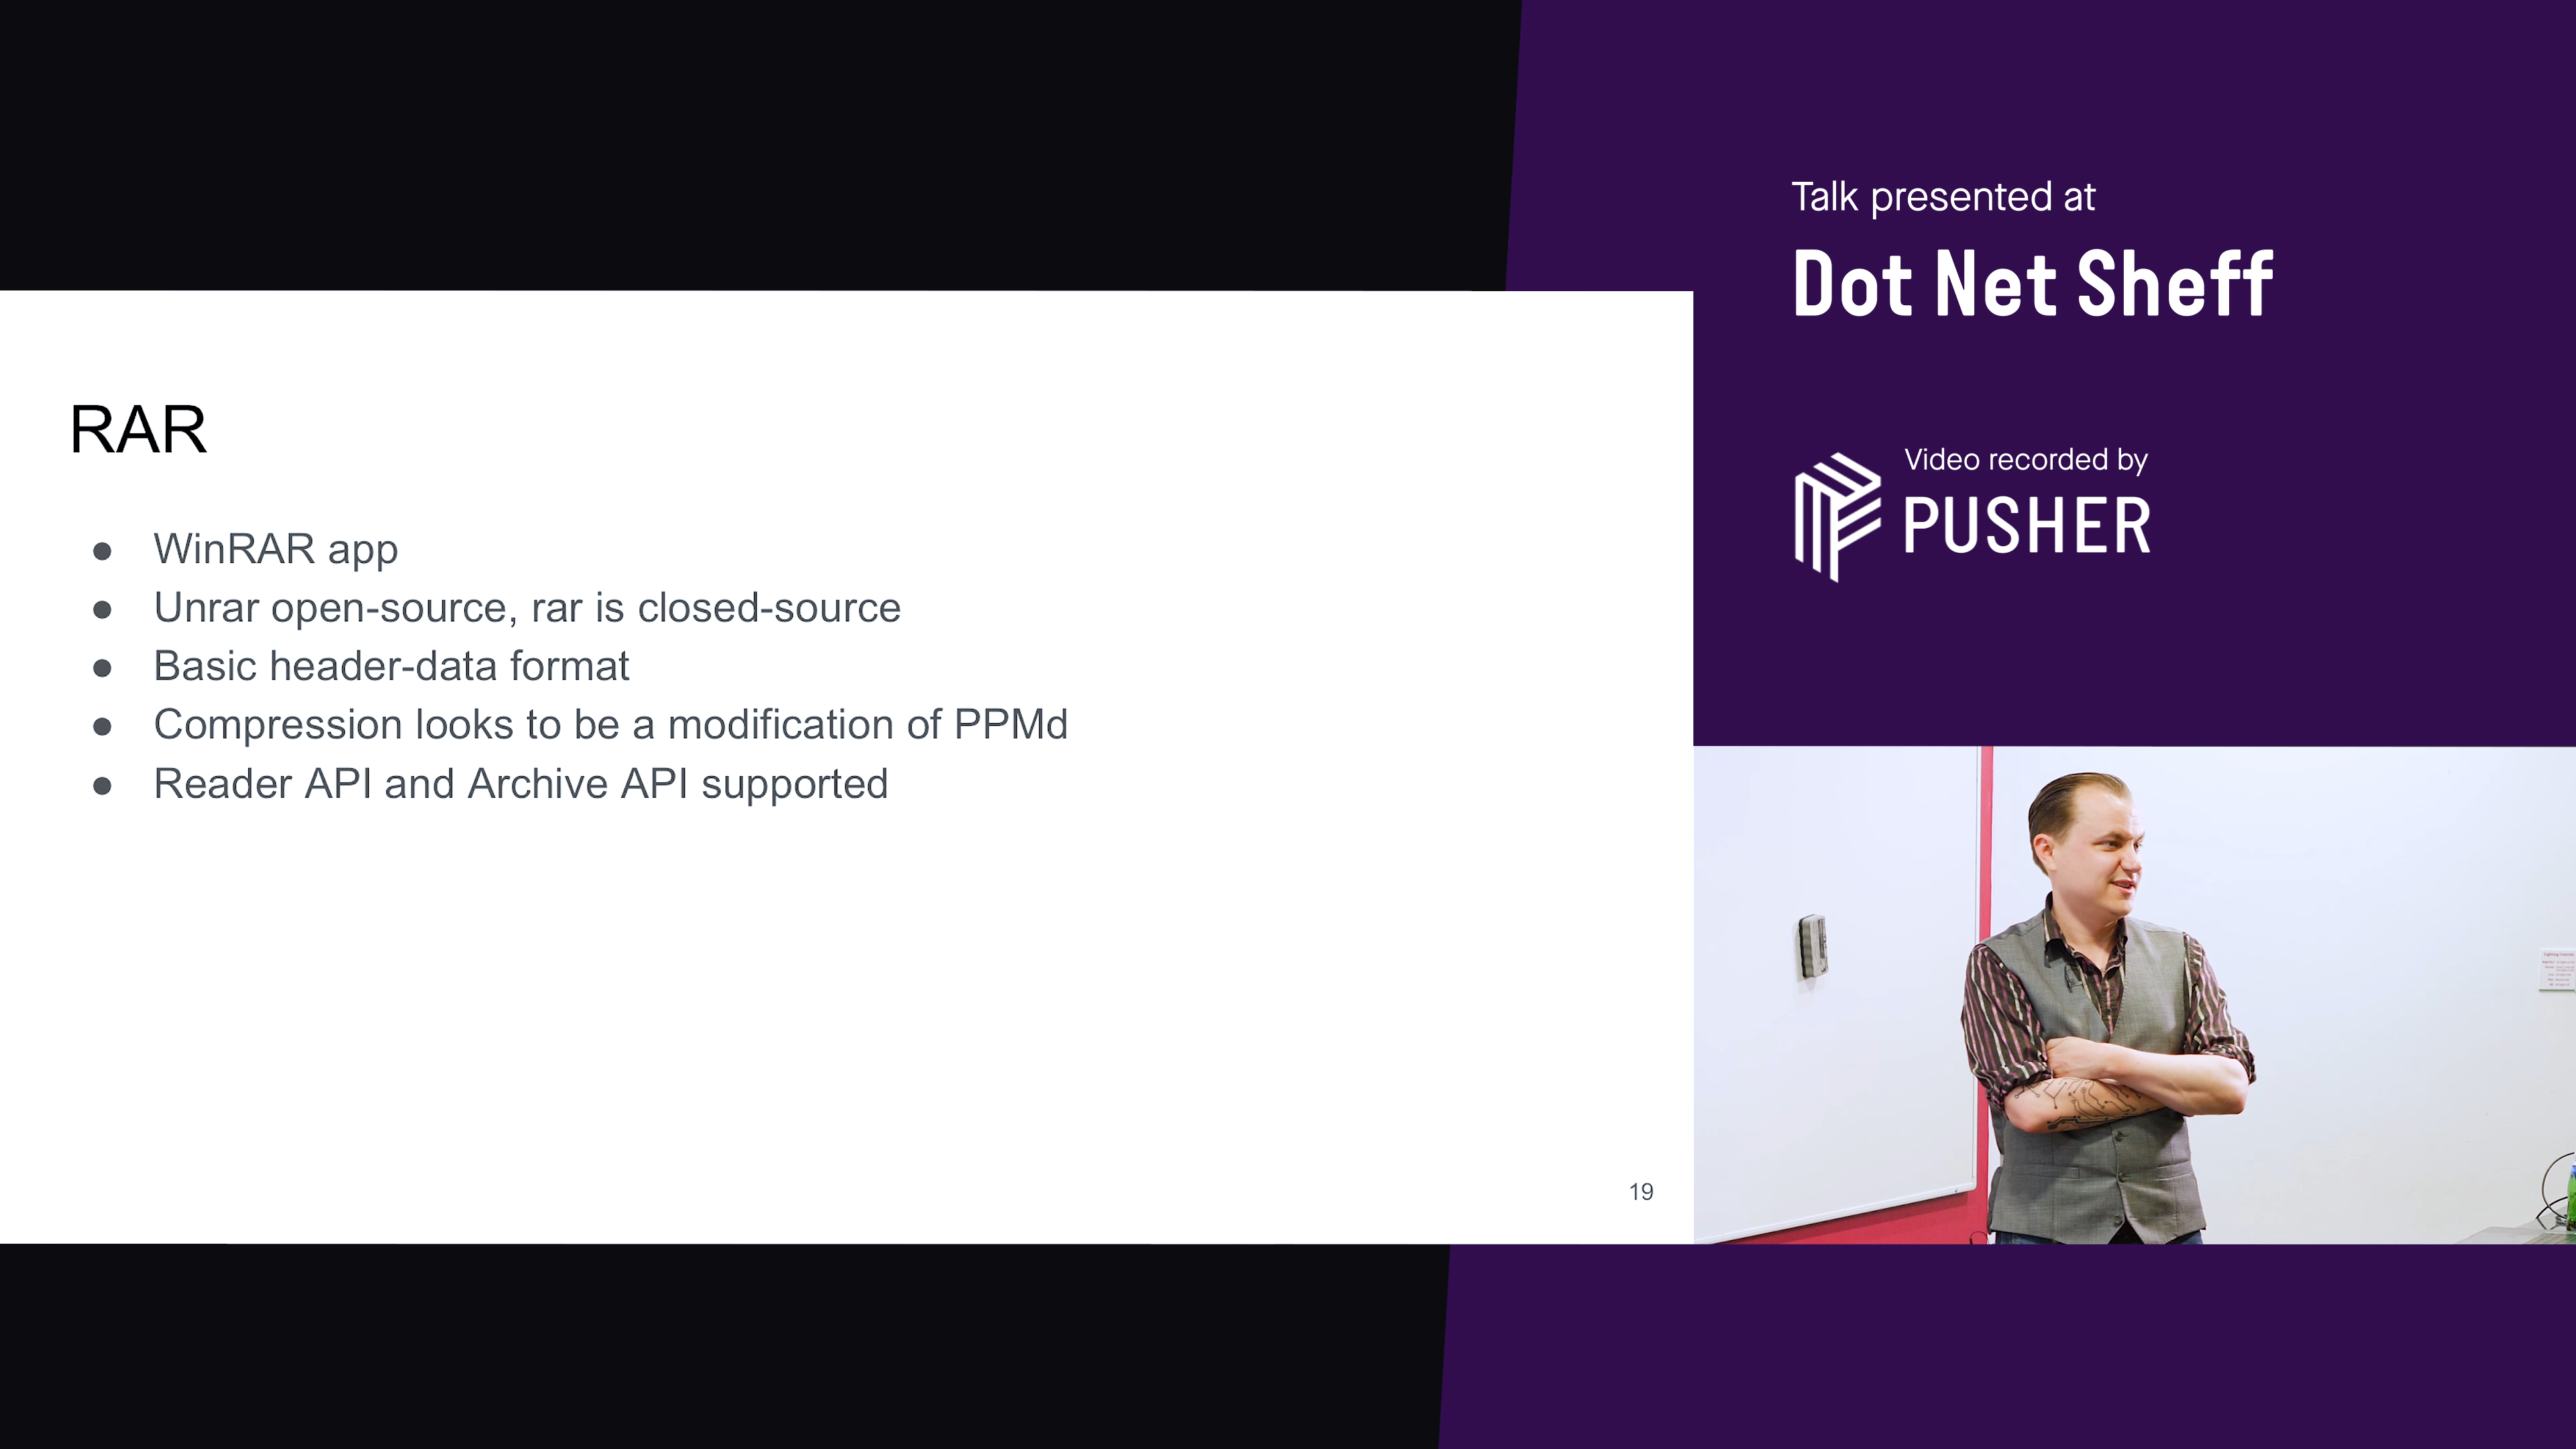 RAR
● WinRAR app
● Unrar open-source, rar is closed-source
● Basic header-data format
● Compression looks to be a modification of PPMd
● Reader API and Archive API supported
19
Talk presented at
Dot Net Sheff
Video recorded by
PUSHER